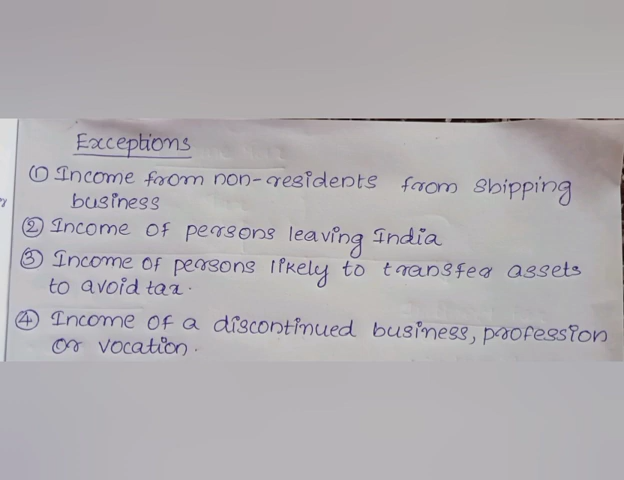 Exceptions
① Income from non-residents from shipping
business
② Income of persons leaving India
③ Income of persons likely to transfer assets
to avoid tax.
④ Income of a discontinued business, profession
or vocation.